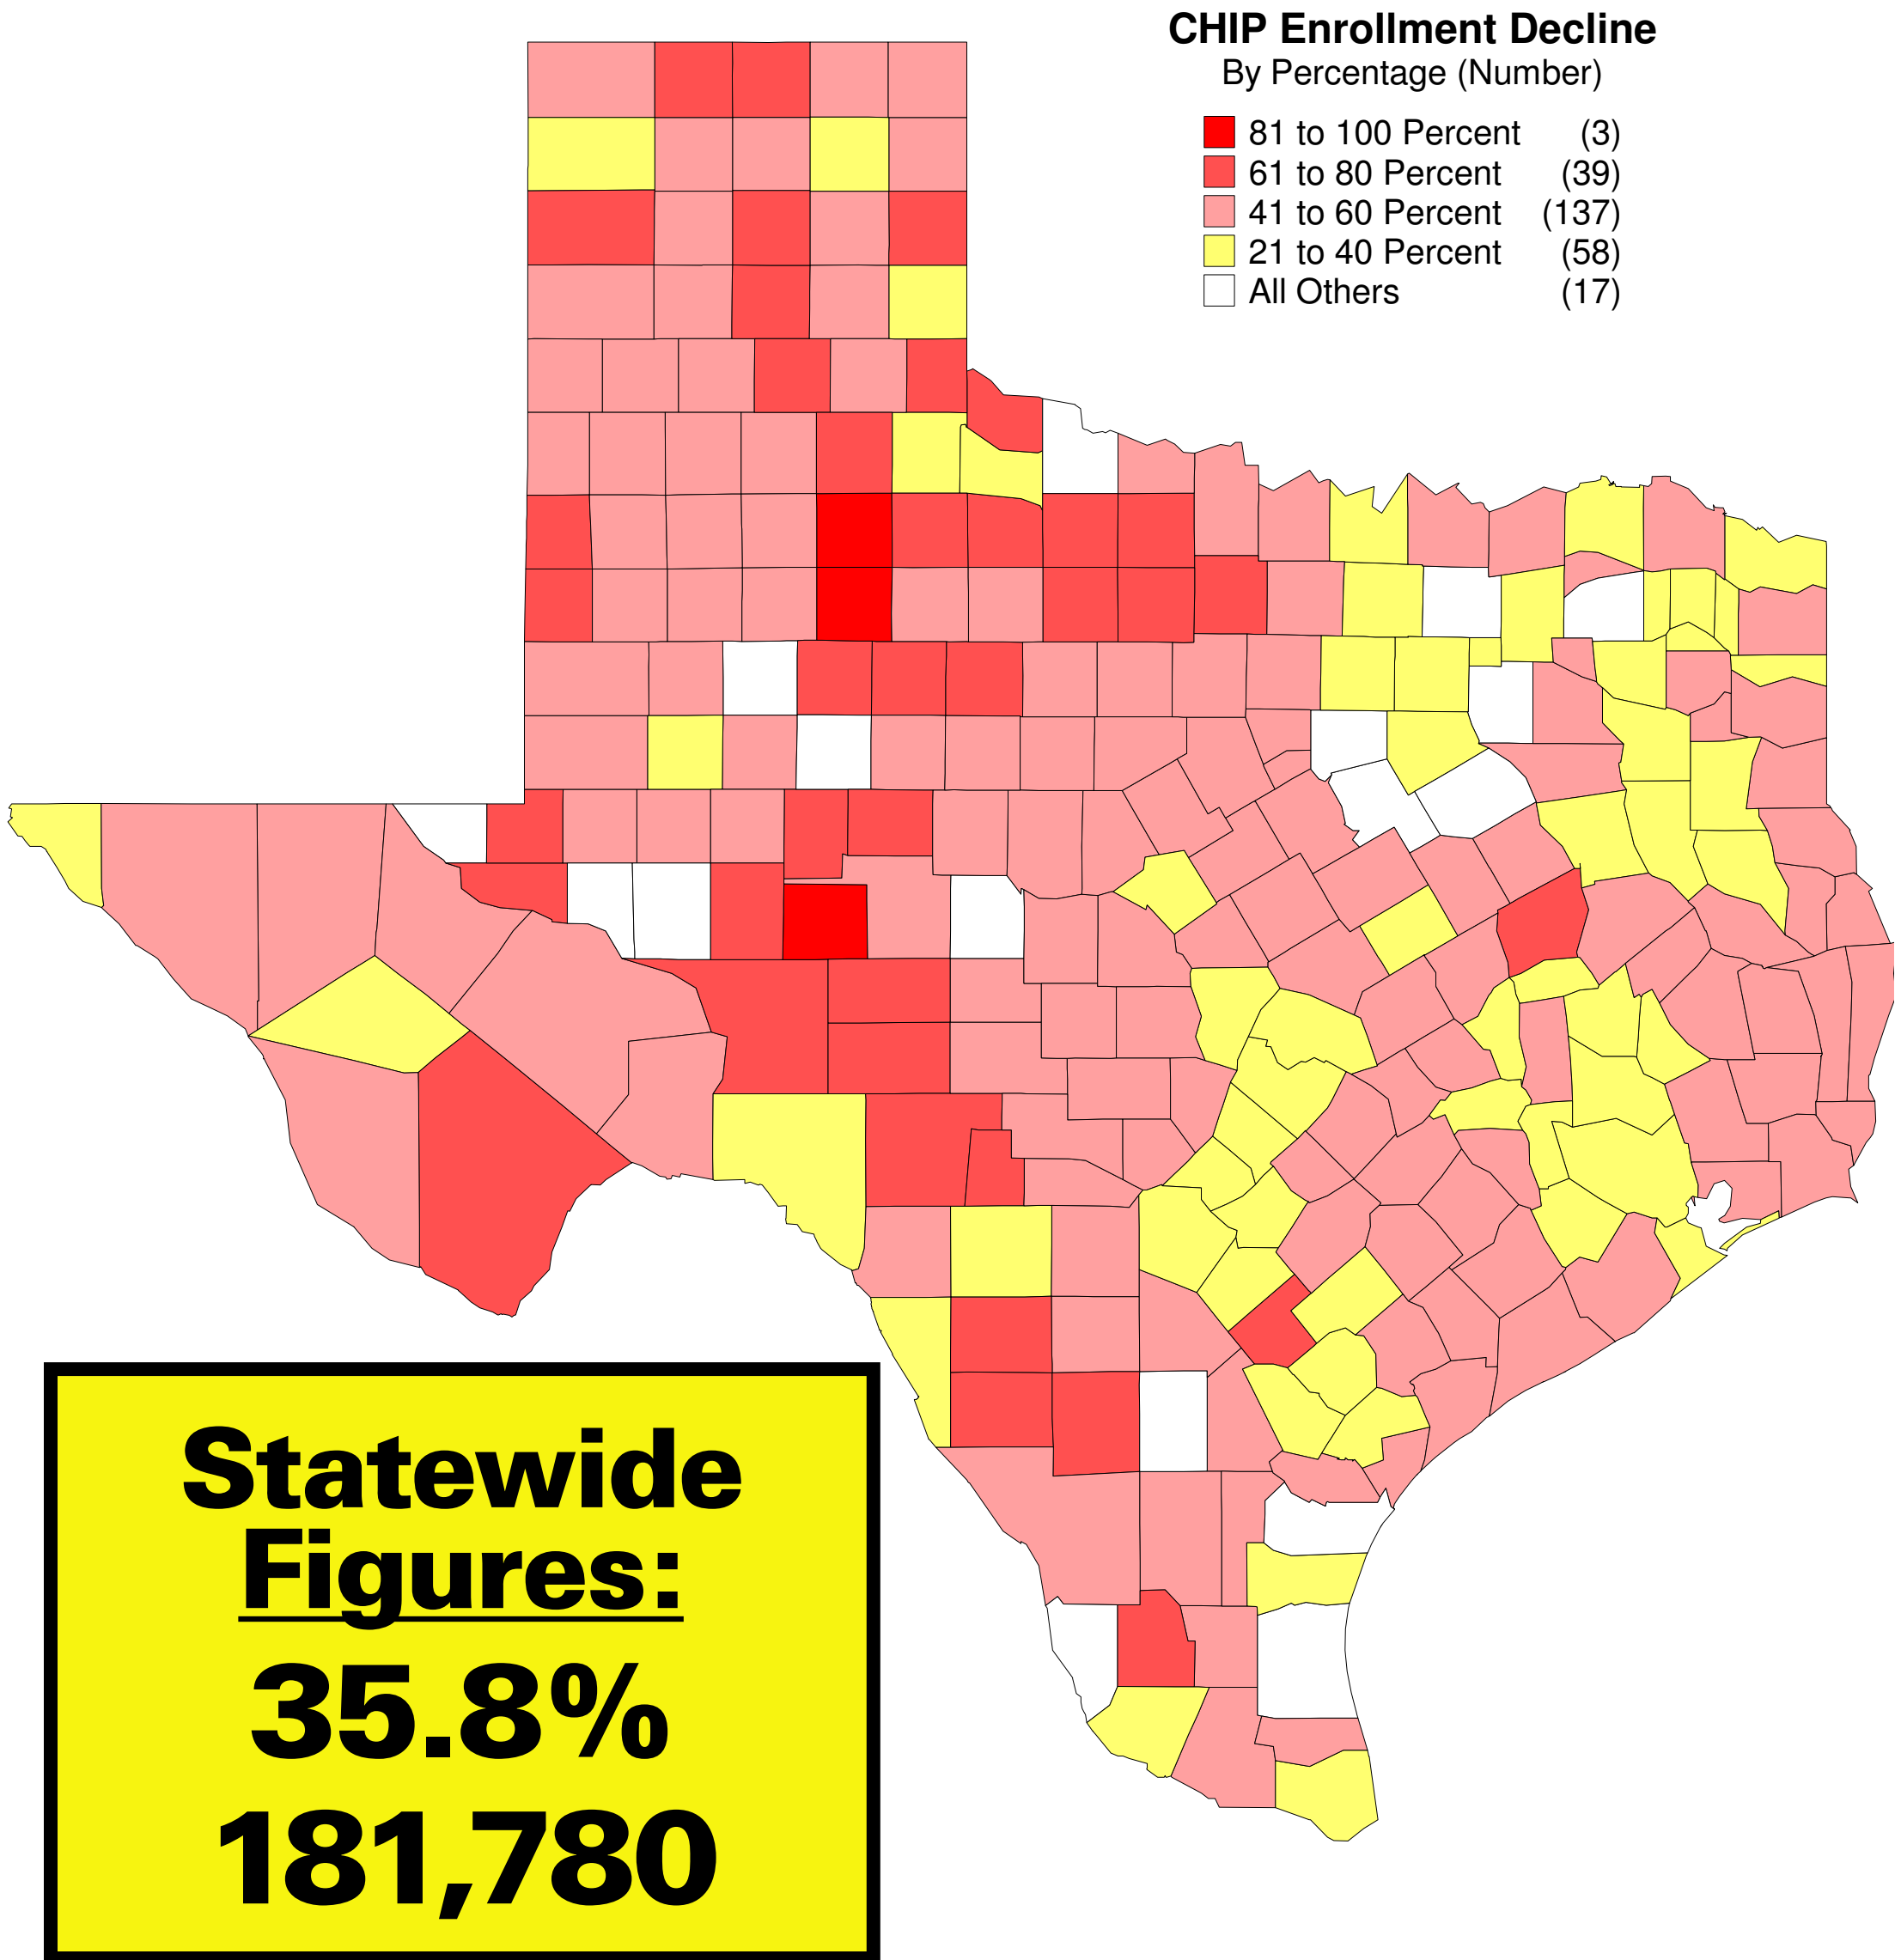 CHIP Enrollment Decline
By Percentage (Number)
81 to 100 Percent (3)
61 to 80 Percent (39)
41 to 60 Percent (137)
21 to 40 Percent (58)
All Others (17)
Statewide
Figures:
35.8%
181,780